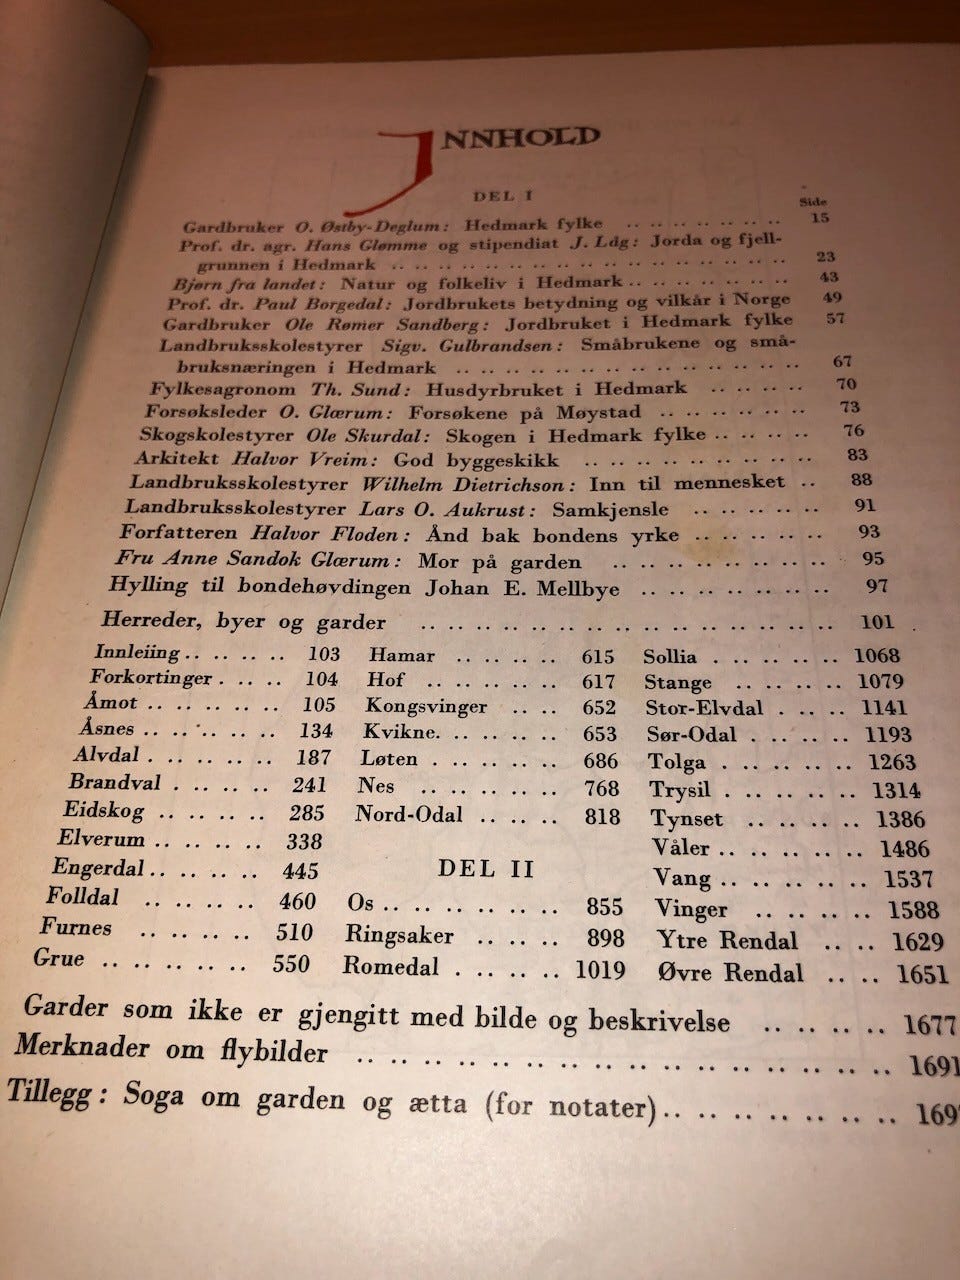 INNHOLD
DEL I
Side
Gardbruker O. Østby-Deglum: Hedmark fylke .. .. .. .. .. .. .. 15
Prof. dr. agr. Hans Glømme og stipendiat J. Låg: Jorda og fjell-
grunnen i Hedmark .. .. .. .. .. .. .. .. .. .. .. .. .. .. .. 23
Bjørn fra landet: Natur og folkeliv i Hedmark .. .. .. .. .. .. .. 43
Prof. dr. Paul Borgedal: Jordbrukets betydning og vilkår i Norge 49
Gardbruker Ole Rømer Sandberg: Jordbruket i Hedmark fylke 57
Landbruksskolestyrer Sigv. Gulbrandsen: Småbrukene og små-
bruksnæringen i Hedmark .. .. .. .. .. .. .. .. .. .. .. .. 67
Fylkesagronom Th. Sund: Husdyrbruket i Hedmark .. .. .. .. 70
Forsøksleder O. Glærum: Forsøkene på Møystad .. .. .. .. .. 73
Skogskolestyrer Ole Skurdal: Skogen i Hedmark fylke .. .. .. .. 76
Arkitekt Halvor Vreim: God byggeskikk .. .. .. .. .. .. .. .. 83
Landbruksskolestyrer Wilhelm Dietrichson: Inn til mennesket .. 88
Landbruksskolestyrer Lars O. Aukrust: Samkjensle .. .. .. .. 91
Forfatteren Halvor Floden: Ånd bak bondens yrke .. .. .. .. .. 93
Fru Anne Sandok Glærum: Mor på garden .. .. .. .. .. .. .. 95
Hylling til bondehøvdingen Johan E. Mellbye .. .. .. .. .. .. 97
Herreder, byer og garder .. .. .. .. .. .. .. .. .. .. .. .. .. 101
Innleiing .. .. .. .. 103
Forkortinger . .. .. 104
Åmot .. .. .. .. .. 105
Åsnes .. .. .. .. .. 134
Alvdal . .. .. .. .. 187
Brandval . .. .. .. 241
Eidskog .. .. .. .. 285
Elverum .. .. .. .. 338
Engerdal .. .. .. .. 445
Folldal .. .. .. .. 460
Furnes .. .. .. .. 510
Grue .. .. .. .. .. 550
Hamar .. .. .. .. 615
Hof .. .. .. .. .. 617
Kongsvinger .. .. 652
Kvikne. .. .. .. .. 653
Løten . .. .. .. .. 686
Nes .. .. .. .. .. 768
Nord-Odal .. .. .. 818
DEL II
Os .. .. .. .. .. .. 855
Ringsaker .. .. .. 898
Romedal . .. .. .. 1019
Sollia . .. .. .. .. 1068
Stange .. .. .. .. 1079
Stor-Elvdal . .. .. 1141
Sør-Odal . .. .. .. 1193
Tolga . .. .. .. .. 1263
Trysil . .. .. .. .. 1314
Tynset .. .. .. .. 1386
Våler .. .. .. .. .. 1486
Vang .. .. .. .. .. 1537
Vinger .. .. .. .. 1588
Ytre Rendal .. .. 1629
Øvre Rendal .. .. 1651
Garder som ikke er gjengitt med bilde og beskrivelse .. .. .. .. 1677
Merknader om flybilder .. .. .. .. .. .. .. .. .. .. .. .. .. .. .. 1691
Tillegg: Soga om garden og ætta (for notater) .. .. .. .. .. .. ..